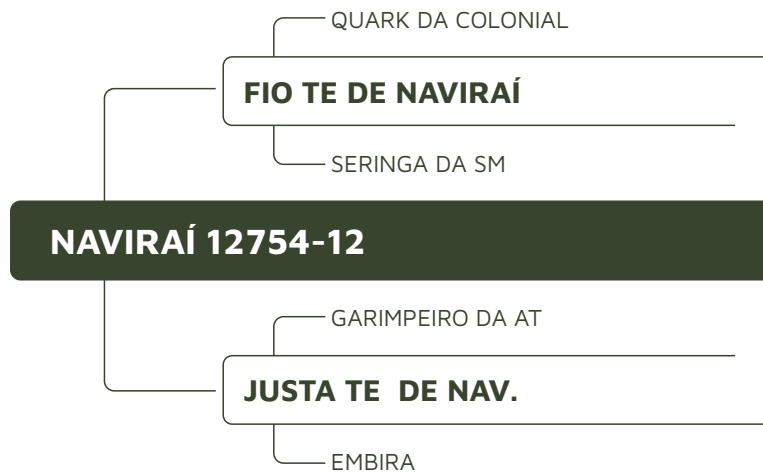 QUARK DA COLONIAL
FIO TE DE NAVIRAÍ
SERINGA DA SM
NAVIRAÍ 12754-12
GARIMPEIRO DA AT
JUSTA TE  DE NAV.
EMBIRA